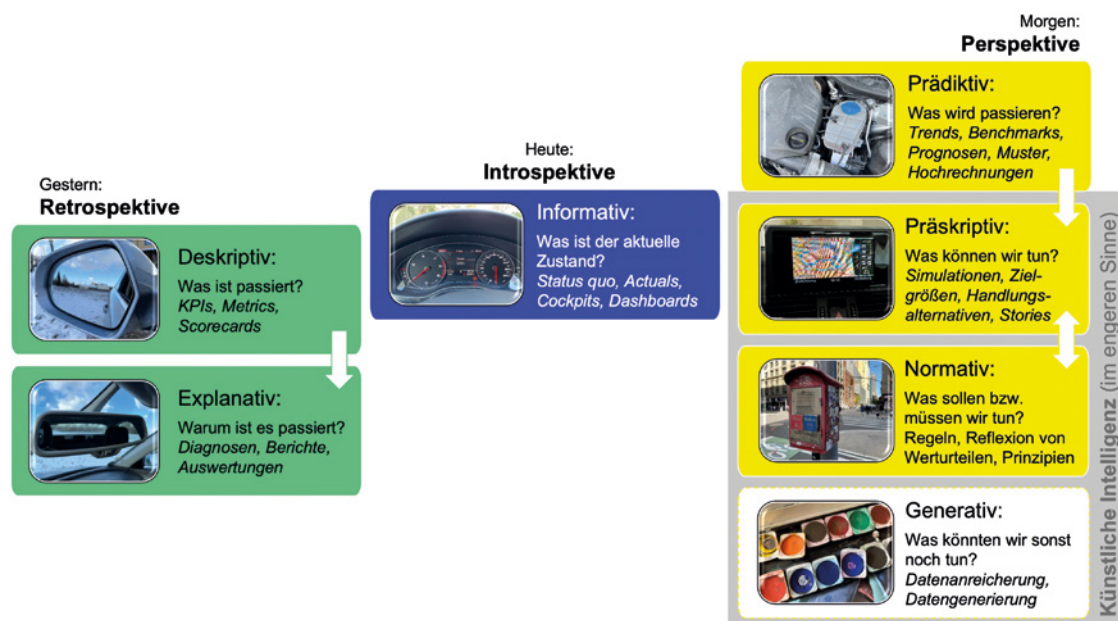 Gestern:
Retrospektive
Deskriptiv:
Was ist passiert?
KPIs, Metrics,
Scorecards
Explanativ:
Warum ist es passiert?
Diagnosen, Berichte,
Auswertungen
Heute:
Introspektive
Informativ:
Was ist der aktuelle
Zustand?
Status quo, Actuals,
Cockpits, Dashboards
Morgen:
Perspektive
Prädiktiv:
Was wird passieren?
Trends, Benchmarks,
Prognosen, Muster,
Hochrechnungen
Präskriptiv:
Was können wir tun?
Simulationen, Ziel-
größen, Handlungs-
alternativen, Stories
Normativ:
Was sollen bzw.
müssen wir tun?
Regeln, Reflexion von
Werturteilen, Prinzipien
Generativ:
Was könnten wir sonst
noch tun?
Datenanreicherung,
Datengenerierung
Künstliche Intelligenz (im engeren Sinne)